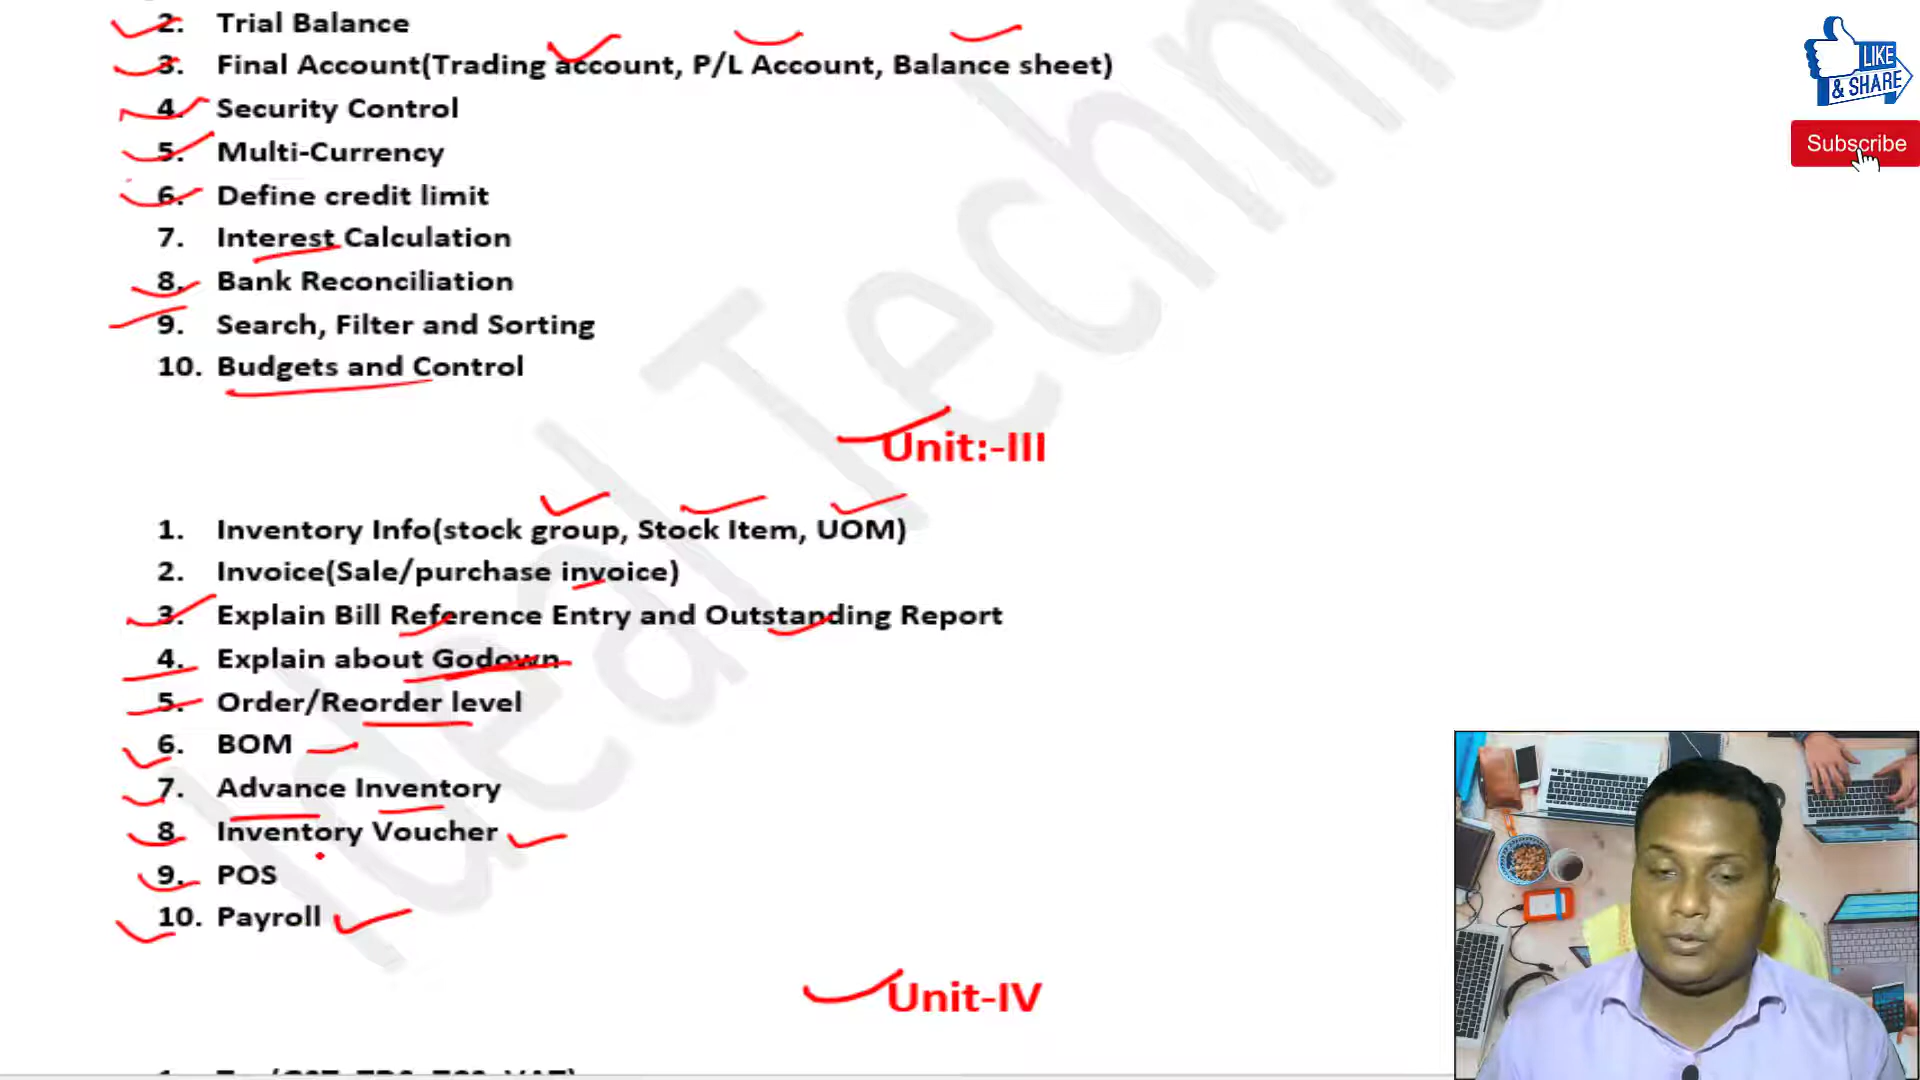 2. Trial Balance
3. Final Account(Trading account, P/L Account, Balance sheet)
4. Security Control
5. Multi-Currency
6. Define credit limit
7. Interest Calculation
8. Bank Reconciliation
9. Search, Filter and Sorting
10. Budgets and Control
Unit:-III
1. Inventory Info(stock group, Stock Item, UOM)
2. Invoice(Sale/purchase invoice)
3. Explain Bill Reference Entry and Outstanding Report
4. Explain about Godown
5. Order/Reorder level
6. BOM
7. Advance Inventory
8. Inventory Voucher
9. POS
10. Payroll
Unit-IV
LIKE
& SHARE
Subscribe
Ideal Techni